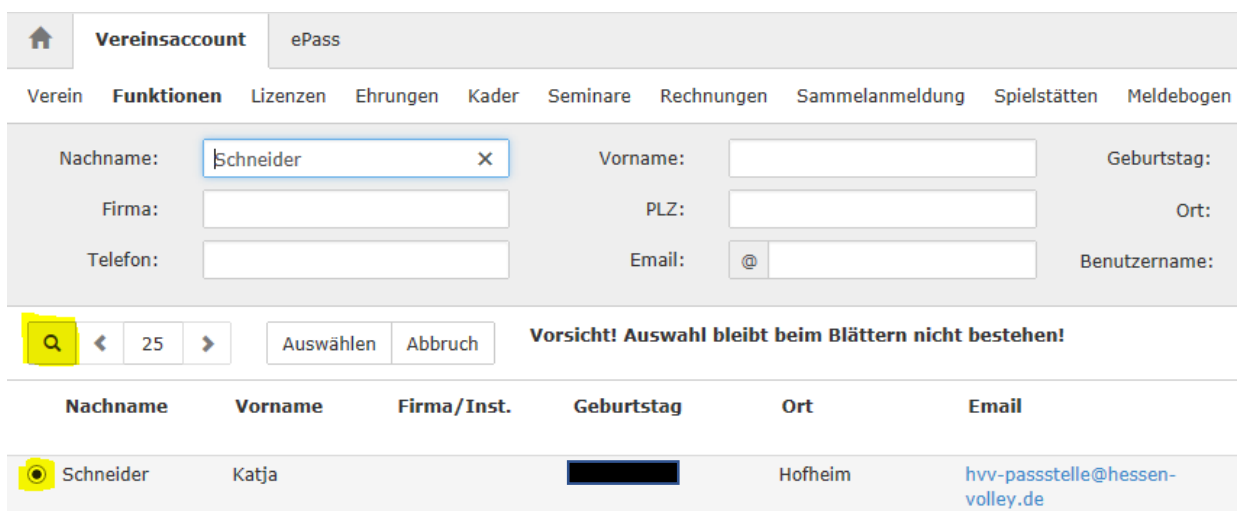 Vereinsaccount ePass
Verein Funktionen Lizenzen Ehrungen Kader Seminare Rechnungen Sammelanmeldung Spielstätten Meldebogen
Nachname: Schneider × Vorname: Geburtstag:
Firma: PLZ: Ort:
Telefon: Email: @ Benutzername:
< 25 > Auswählen Abbruch Vorsicht! Auswahl bleibt beim Blättern nicht bestehen!
Nachname Vorname Firma/Inst. Geburtstag Ort Email
Schneider Katja Hofheim hvv-passstelle@hessen-
volley.de